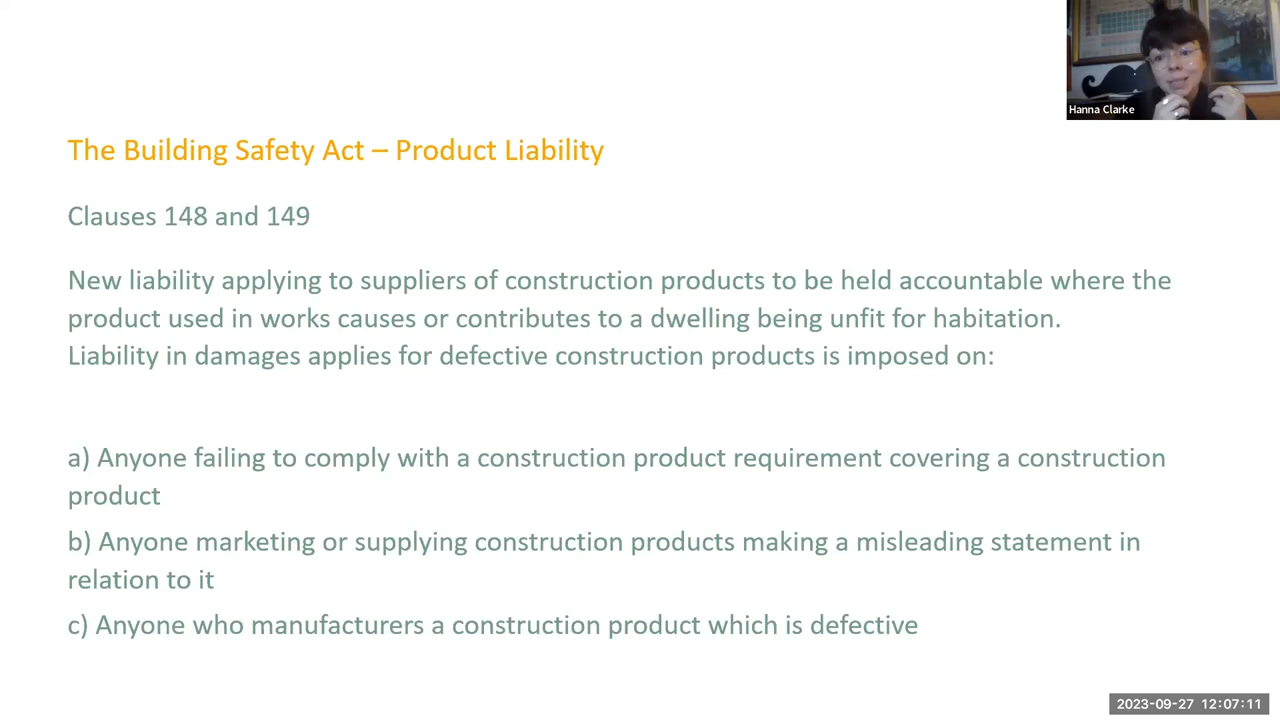 Hanna Clarke
The Building Safety Act – Product Liability
Clauses 148 and 149
New liability applying to suppliers of construction products to be held accountable where the
product used in works causes or contributes to a dwelling being unfit for habitation.
Liability in damages applies for defective construction products is imposed on:
a) Anyone failing to comply with a construction product requirement covering a construction
product
b) Anyone marketing or supplying construction products making a misleading statement in
relation to it
c) Anyone who manufacturers a construction product which is defective
2023-09-27 12:07:11